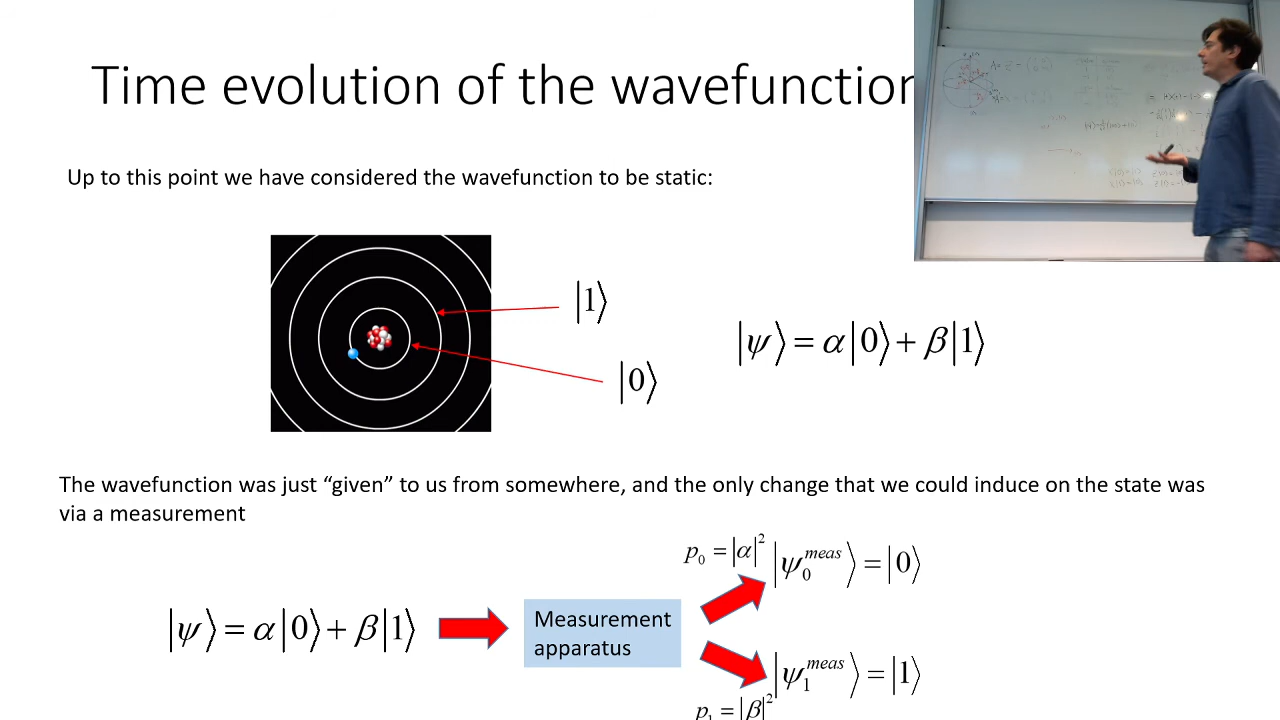 Time evolution of the wavefunction
Up to this point we have considered the wavefunction to be static:
|1⟩
|ψ⟩ = α|0⟩ + β|1⟩
|0⟩
The wavefunction was just “given” to us from somewhere, and the only change that we could induce on the state was
via a measurement
p₀ = |α|² |ψ₀^meas⟩ = |0⟩
|ψ⟩ = α|0⟩ + β|1⟩
Measurement
apparatus
|ψ₁^meas⟩ = |1⟩
p₁ = |β|²